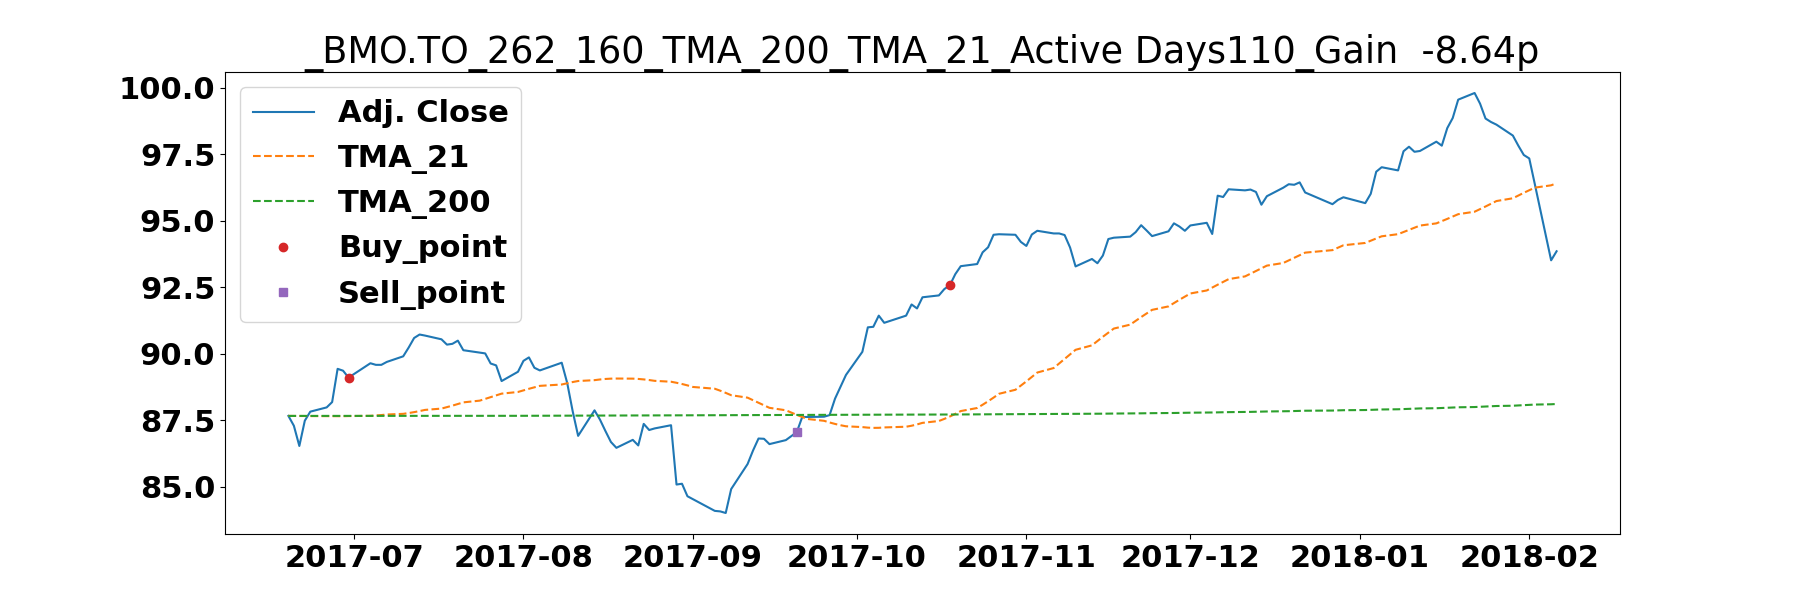 _BMO.TO_262_160_TMA_200_TMA_21_Active Days110_Gain  -8.64p
100.0
97.5
95.0
92.5
90.0
87.5
85.0
Adj. Close
TMA_21
TMA_200
Buy_point
Sell_point
2017-07 2017-08 2017-09 2017-10 2017-11 2017-12 2018-01 2018-02